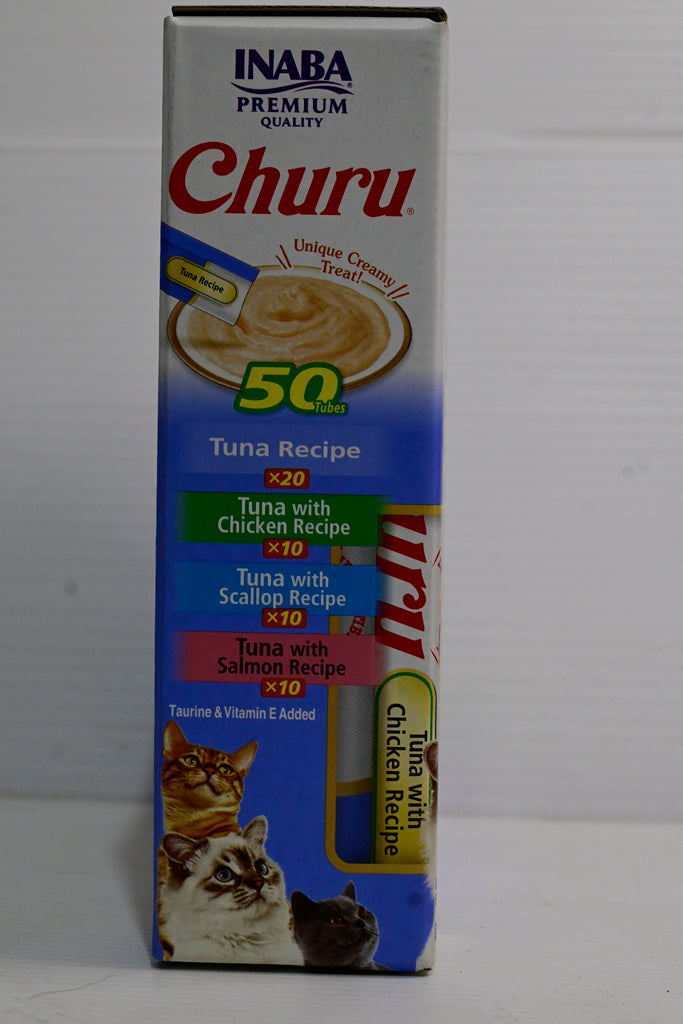 INABA
PREMIUM
QUALITY
Churu®
Unique Creamy
Treat!
Tuna Recipe
50
Tubes
Tuna Recipe
×20
Tuna with
Chicken Recipe
×10
Tuna with
Scallop Recipe
×10
Tuna with
Salmon Recipe
×10
Taurine & Vitamin E Added
uru
Tuna with
Chicken Recipe